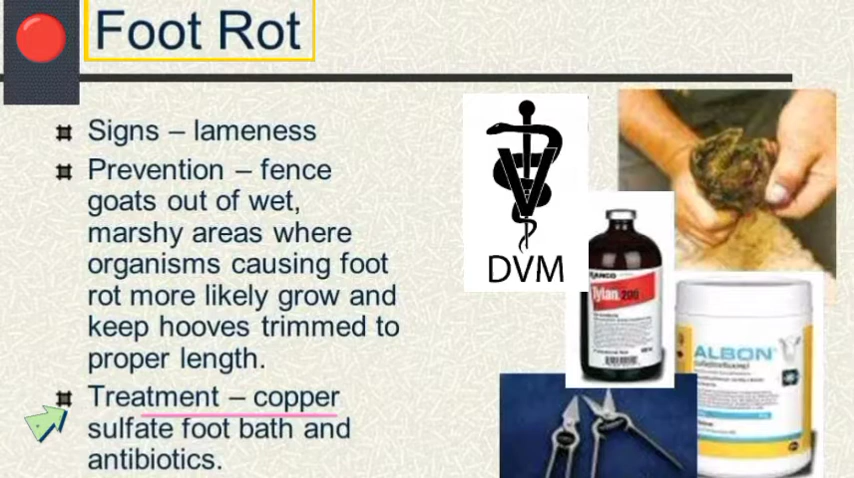 Foot Rot
Signs – lameness
Prevention – fence
goats out of wet,
marshy areas where
organisms causing foot
rot more likely grow and
keep hooves trimmed to
proper length.
Treatment – copper
sulfate foot bath and
antibiotics.
V
DVM
Tylan 200
ALBON